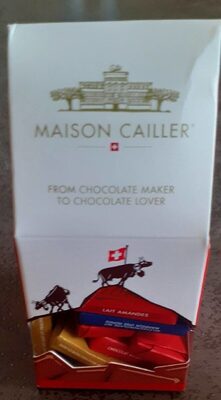 MAISON CAILLER
FROM CHOCOLATE MAKER
TO CHOCOLATE LOVER
LAIT AMANDES